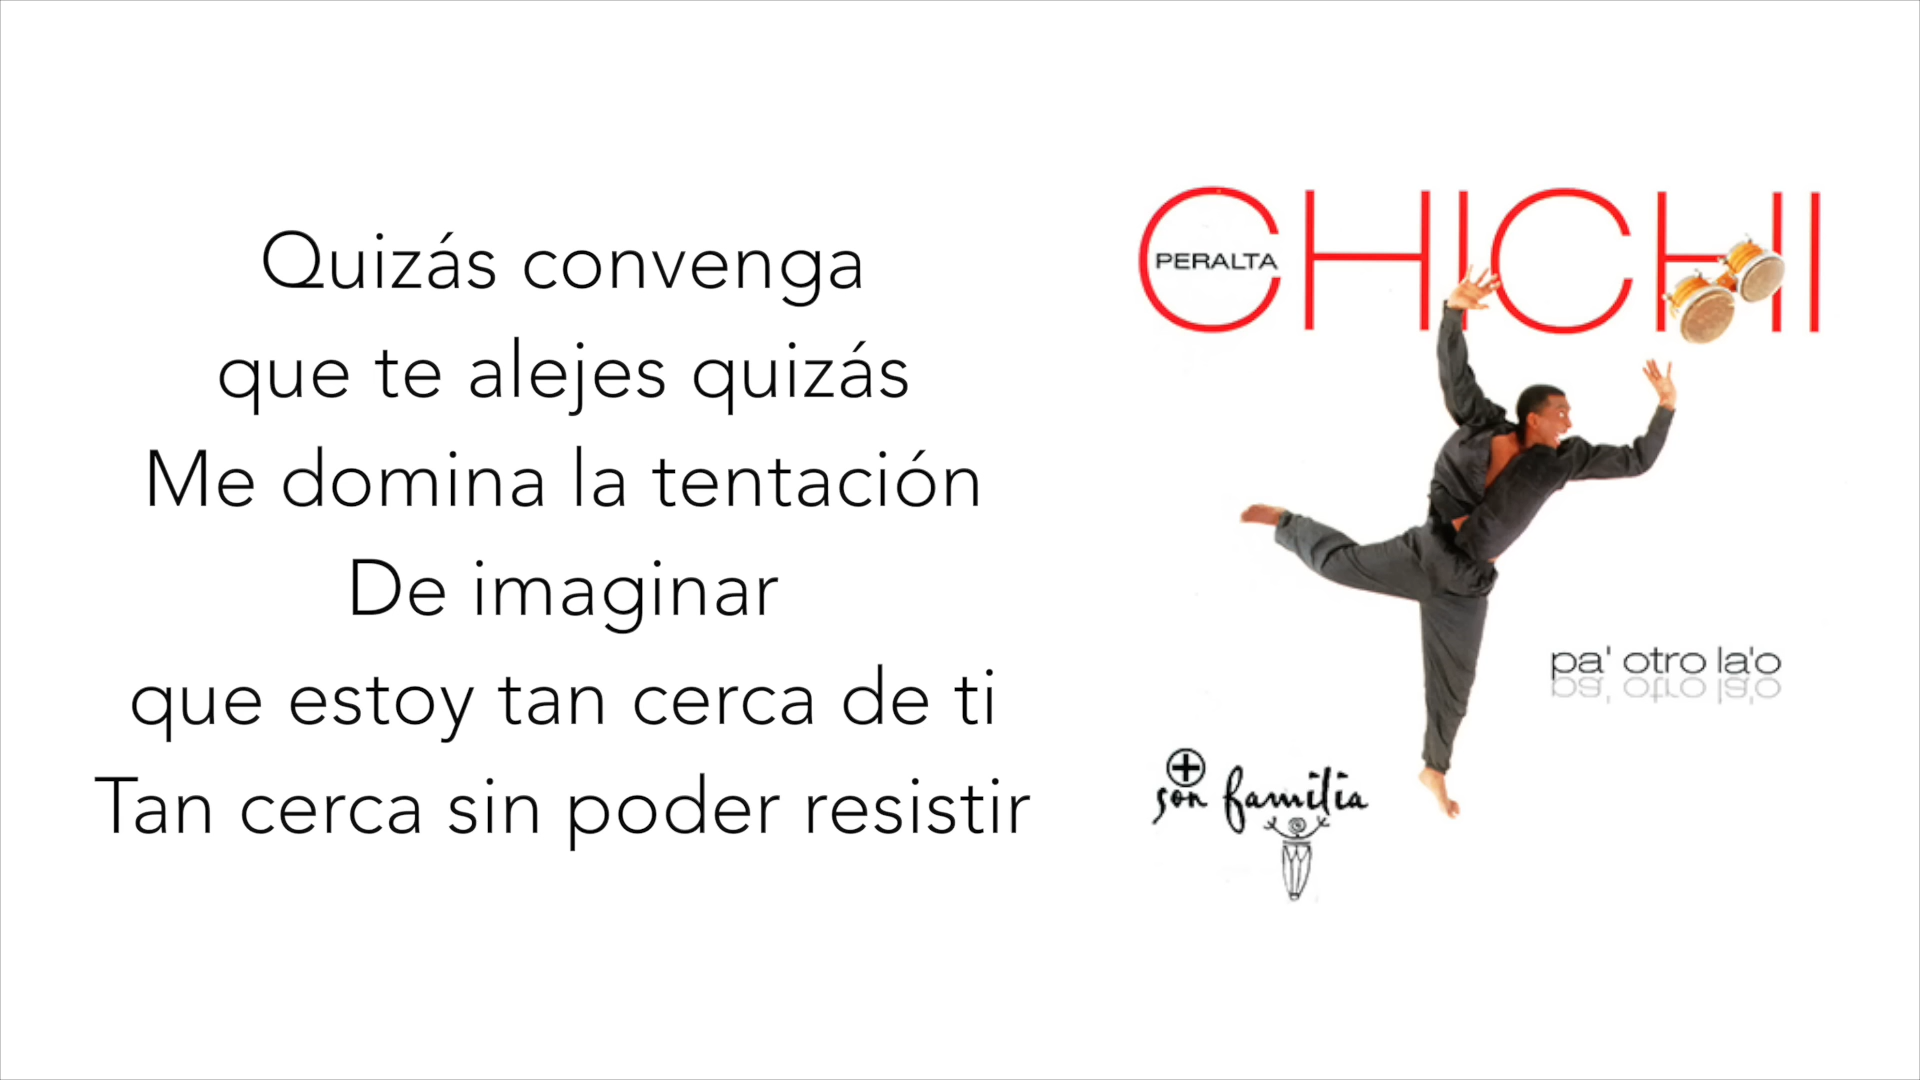 Quizás convenga
que te alejes quizás
Me domina la tentación
De imaginar
que estoy tan cerca de ti
Tan cerca sin poder resistir
CHICHI
PERALTA
pa' otro la'o
son familia